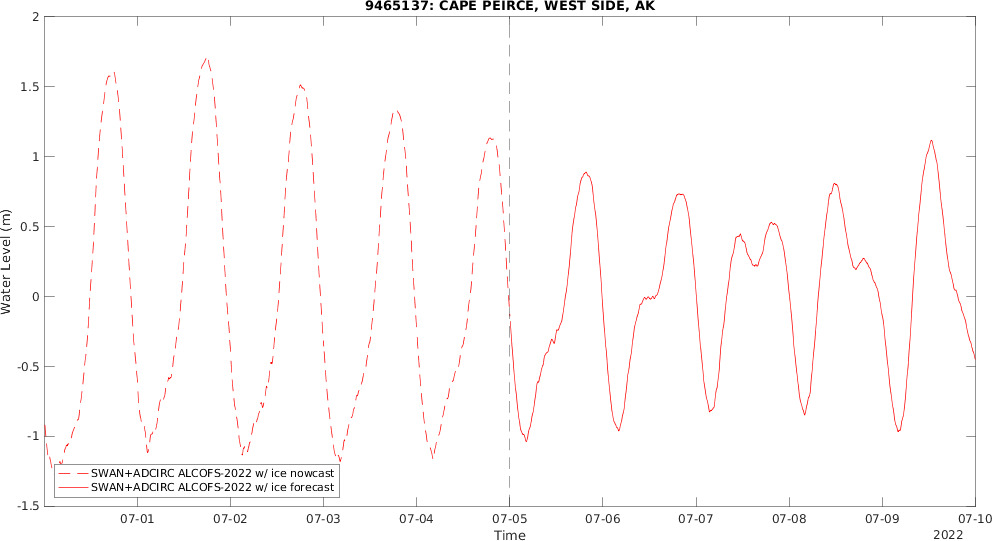 9465137: CAPE PEIRCE, WEST SIDE, AK
2
1.5
1
0.5
0
-0.5
-1
-1.5
Water Level (m)
SWAN+ADCIRC ALCOFS-2022 w/ ice nowcast
SWAN+ADCIRC ALCOFS-2022 w/ ice forecast
07-01 07-02 07-03 07-04 07-05 07-06 07-07 07-08 07-09 07-10
Time
2022